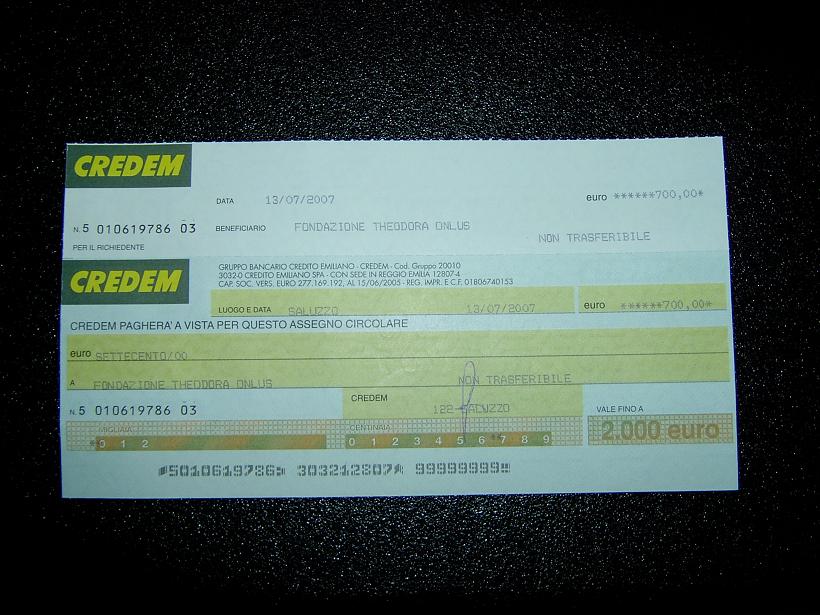 CREDEM
DATA 13/07/2007 euro ******700,00*
N. 5 010619786 03 BENEFICIARIO FONDAZIONE THEODORA ONLUS
NON TRASFERIBILE
PER IL RICHIEDENTE
CREDEM
GRUPPO BANCARIO CREDITO EMILIANO - CREDEM - Cod. Gruppo 20010
3032-0 CREDITO EMILIANO SPA - CON SEDE IN REGGIO EMILIA 12807-4
CAP. SOC. VERS. EURO 277.169.192, AL 15/06/2005 - REG. IMPR. E C.F. 01806740153
LUOGO E DATA SALUZZO 13/07/2007 euro ******700,00*
CREDEM PAGHERA' A VISTA PER QUESTO ASSEGNO CIRCOLARE
euro SETTECENTO/00
A FONDAZIONE THEODORA ONLUS NON TRASFERIBILE
CREDEM
N. 5 010619786 03 122 SALUZZO VALE FINO A
MIGLIAIA CENTINAIA
*0 1 2 0 1 2 3 4 5 6 *7 8 9 2.000 euro
⑈5010619786⑆ 303212807⑈ 99999999⑈